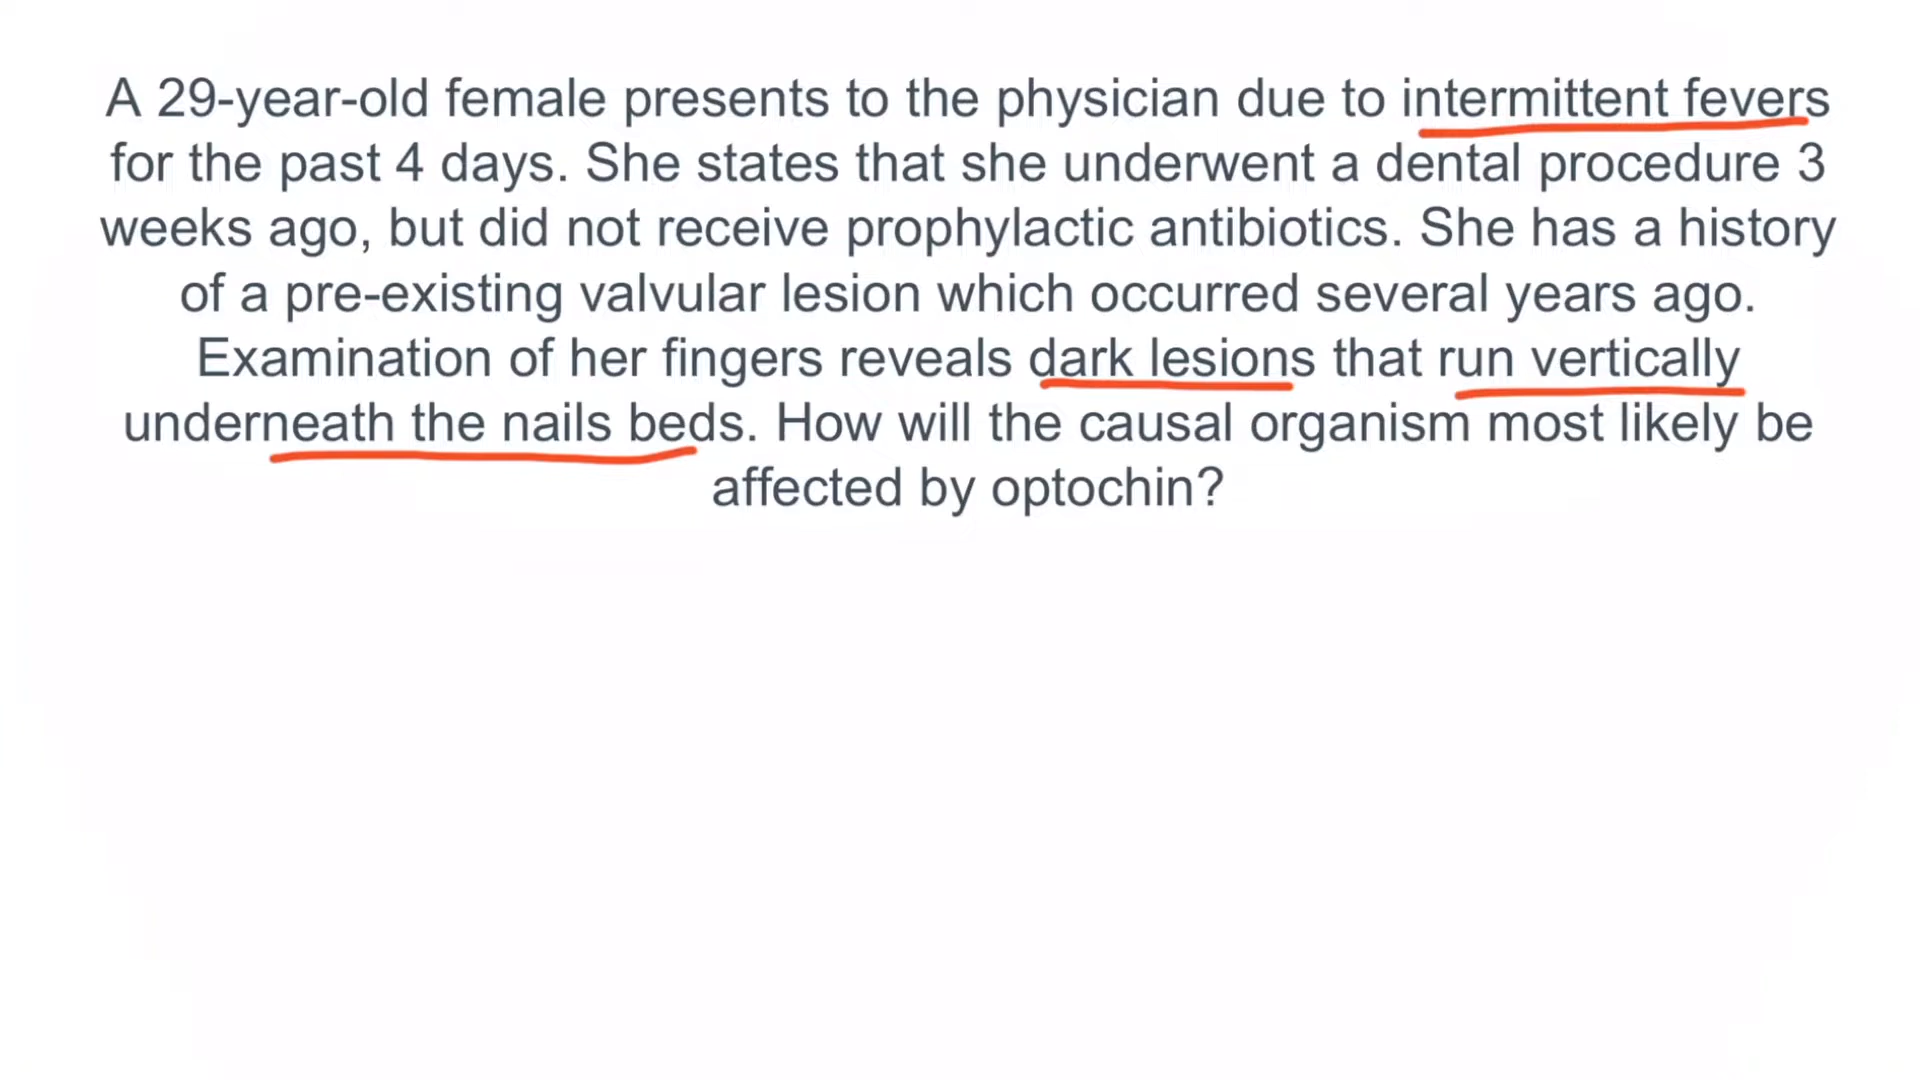 A 29-year-old female presents to the physician due to intermittent fevers
for the past 4 days. She states that she underwent a dental procedure 3
weeks ago, but did not receive prophylactic antibiotics. She has a history
of a pre-existing valvular lesion which occurred several years ago.
Examination of her fingers reveals dark lesions that run vertically
underneath the nails beds. How will the causal organism most likely be
affected by optochin?